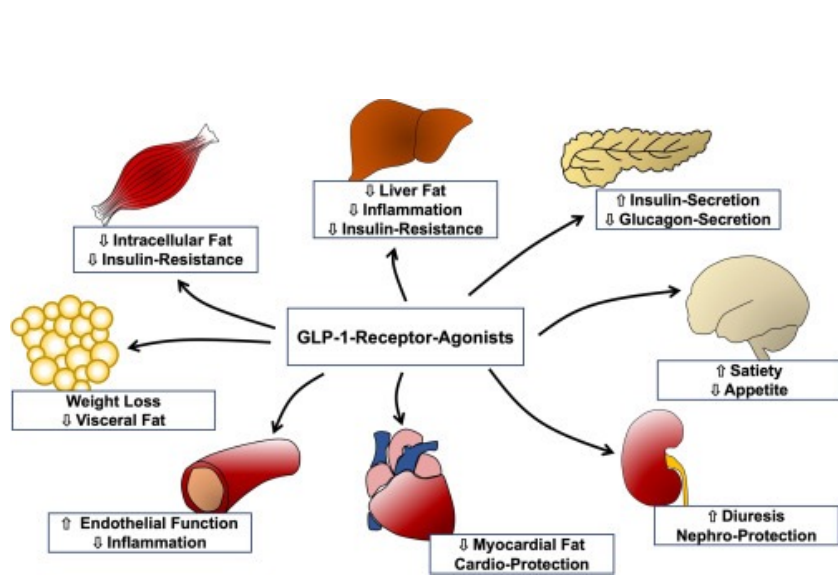 ⇩ Liver Fat
⇩ Inflammation
⇩ Insulin-Resistance
⇧ Insulin-Secretion
⇩ Glucagon-Secretion
⇩ Intracellular Fat
⇩ Insulin-Resistance
GLP-1-Receptor-Agonists
⇧ Satiety
⇩ Appetite
Weight Loss
⇩ Visceral Fat
⇧ Endothelial Function
⇩ Inflammation
⇩ Myocardial Fat
Cardio-Protection
⇧ Diuresis
Nephro-Protection